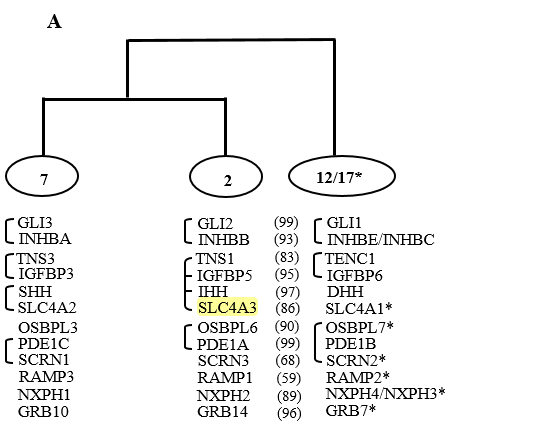 A
7 2 12/17*
GLI3 GLI2 (99) GLI1
INHBA INHBB (93) INHBE/INHBC
TNS3 TNS1 (83) TENC1
IGFBP3 IGFBP5 (95) IGFBP6
SHH IHH (97) DHH
SLC4A2 SLC4A3 (86) SLC4A1*
OSBPL3 OSBPL6 (90) OSBPL7*
PDE1C PDE1A (99) PDE1B
SCRN1 SCRN3 (68) SCRN2*
RAMP3 RAMP1 (59) RAMP2*
NXPH1 NXPH2 (89) NXPH4/NXPH3*
GRB10 GRB14 (96) GRB7*